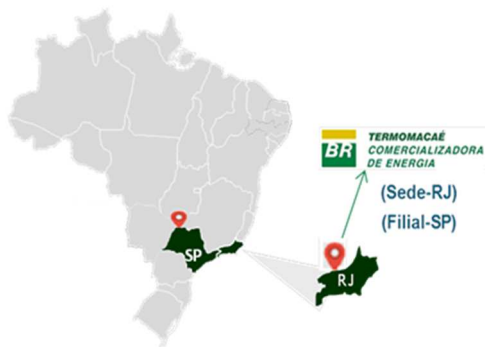 BR
TERMOMACAÉ
COMERCIALIZADORA
DE ENERGIA
(Sede-RJ)
(Filial-SP)
SP
RJ